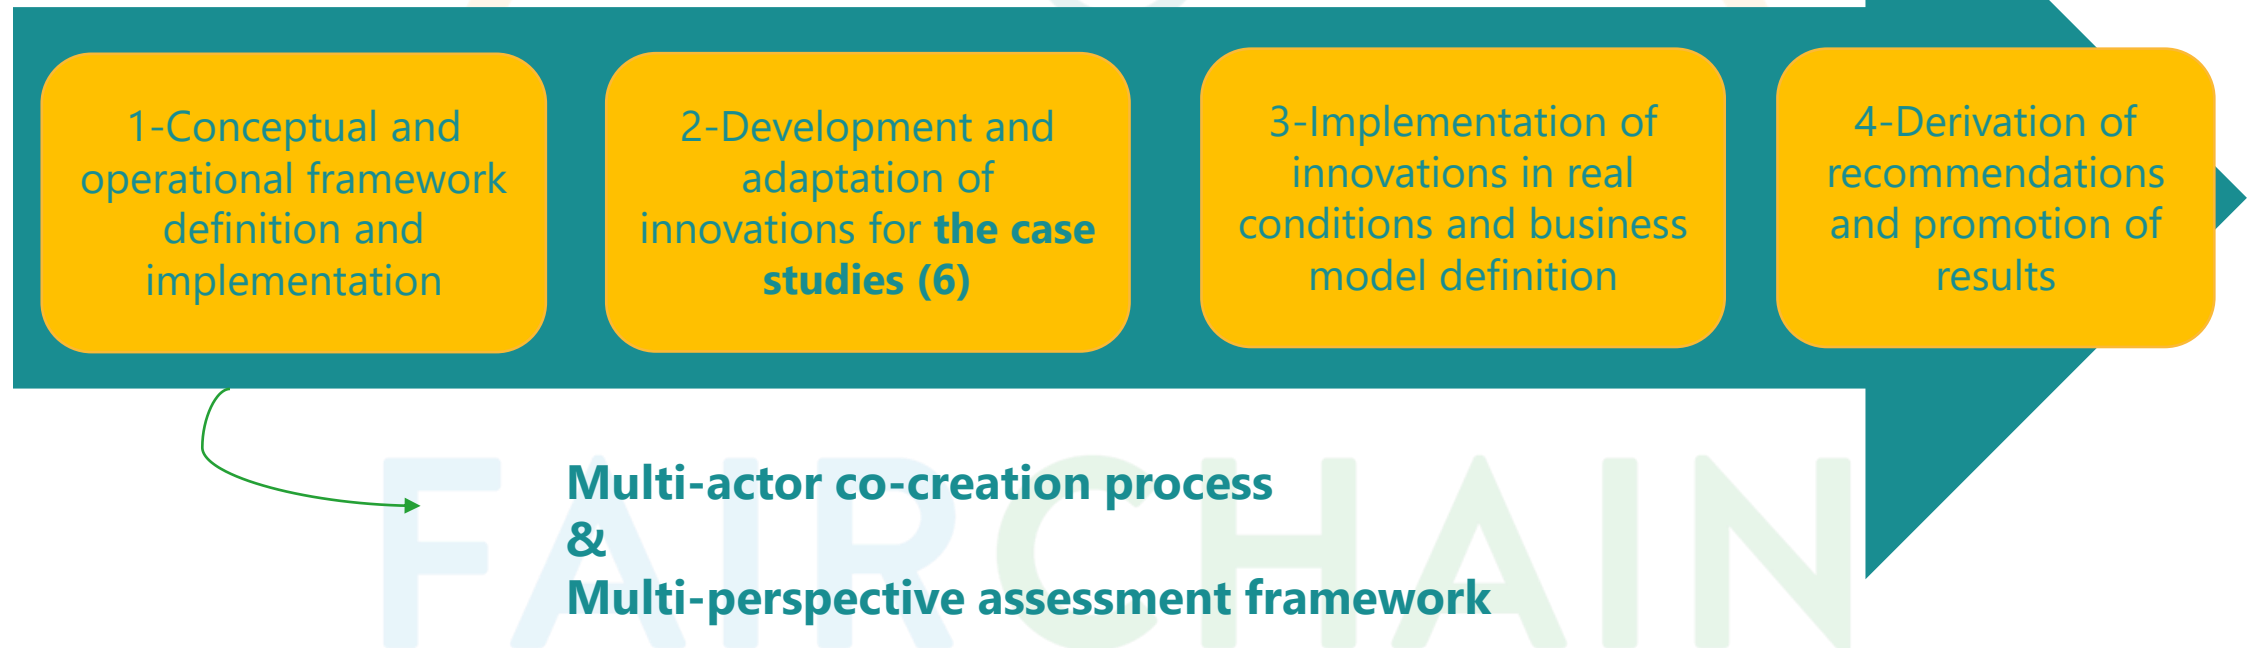 1-Conceptual and
operational framework
definition and
implementation
2-Development and
adaptation of
innovations for the case
studies (6)
3-Implementation of
innovations in real
conditions and business
model definition
4-Derivation of
recommendations
and promotion of
results
Multi-actor co-creation process
&
Multi-perspective assessment framework
FAIRCHAIN